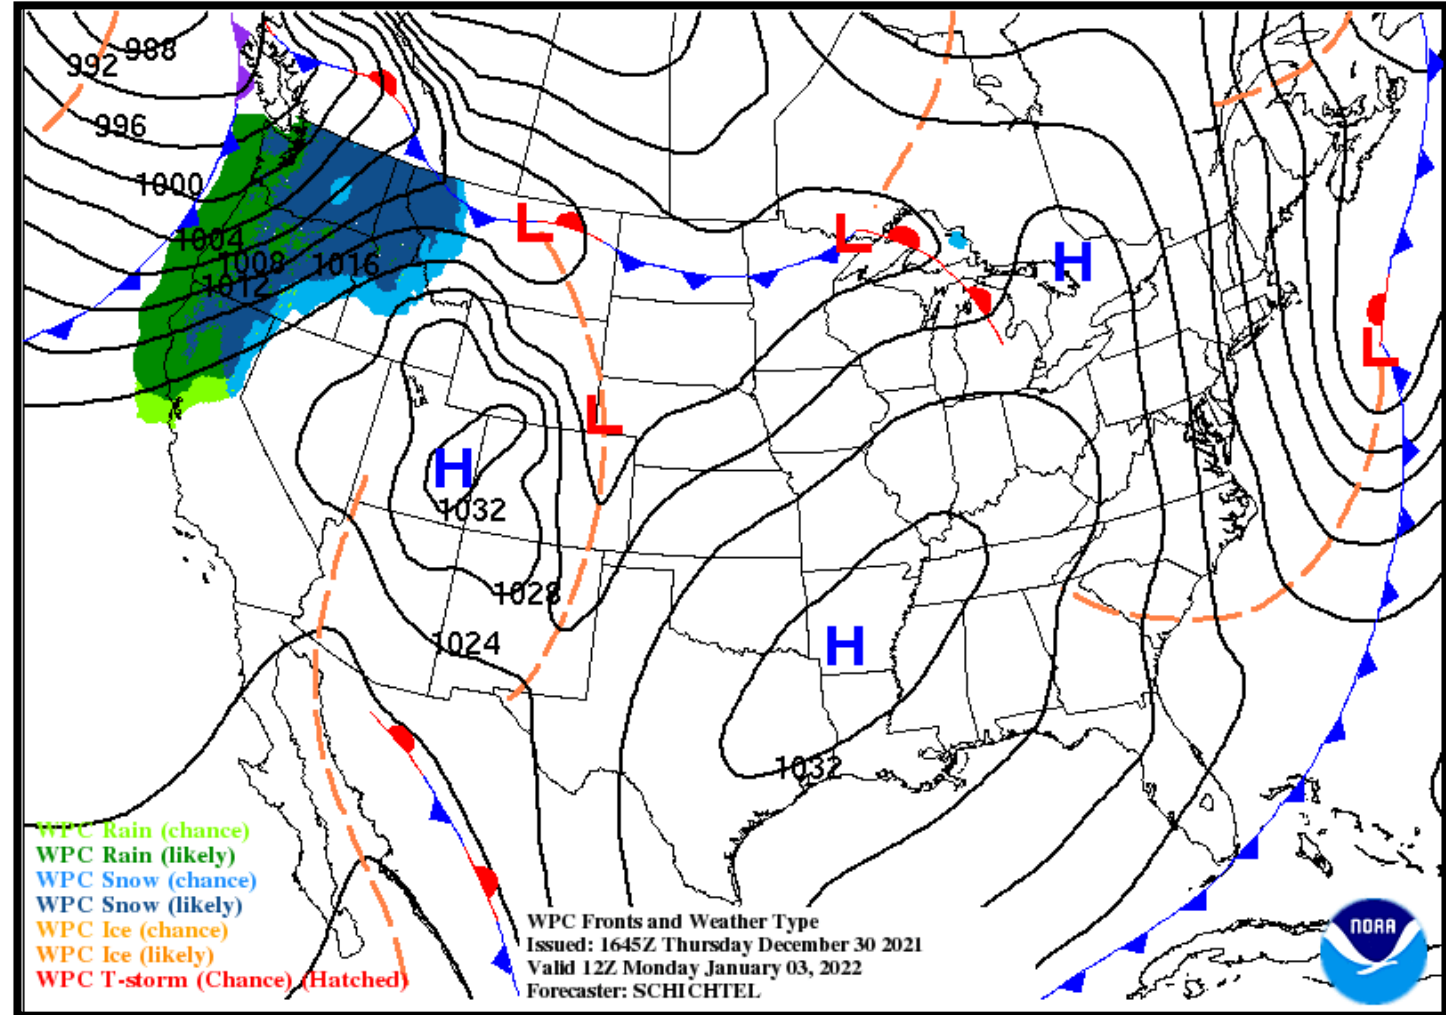 988
992
996
1000
1004
1008
1016
1012
L
L
H
L
L
H
1032
1028
1024
H
1032
WPC Rain (chance)
WPC Rain (likely)
WPC Snow (chance)
WPC Snow (likely)
WPC Ice (chance)
WPC Ice (likely)
WPC T-storm (Chance) (Hatched)
WPC Fronts and Weather Type
Issued: 1645Z Thursday December 30 2021
Valid 12Z Monday January 03, 2022
Forecaster: SCHICHTEL
NOAA